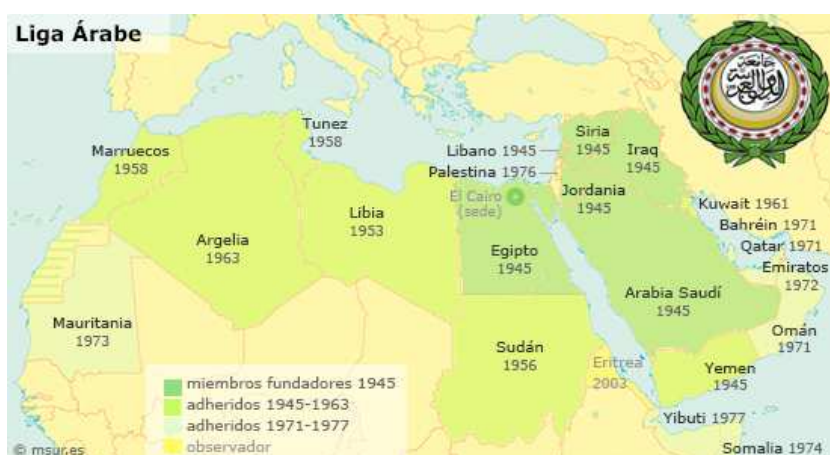 Liga Árabe
Marruecos
1958
Tunez
1958
Argelia
1963
Libia
1953
Mauritania
1973
Libano 1945
Palestina 1976
El Cairo
(sede)
Egipto
1945
Siria
1945
Iraq
1945
Jordania
1945
Kuwait 1961
Bahréin 1971
Qatar 1971
Emiratos
1972
Arabia Saudí
1945
Omán
1971
Sudán
1956
Eritrea
2003
Yemen
1945
Yibuti 1977
Somalia 1974
miembros fundadores 1945
adheridos 1945-1963
adheridos 1971-1977
observador
© msur.es